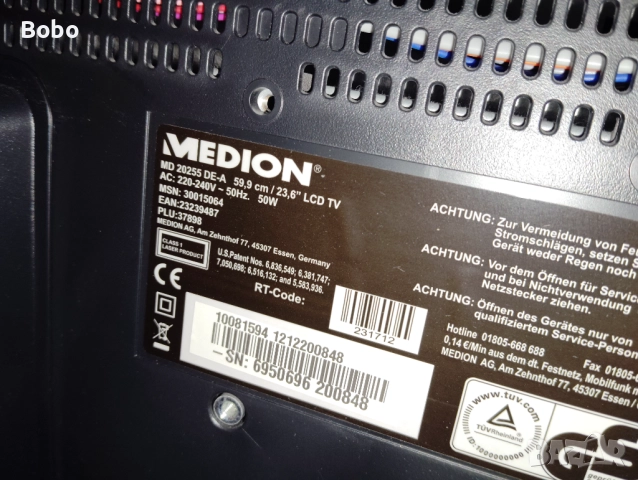 Bobo
MEDION®
MD 20255 DE-A 59,9 cm / 23,6" LCD TV
AC: 220-240V ~ 50Hz. 50W
MSN: 30015064
EAN:23239487
PLU:37898
MEDION AG, Am Zehnthof 77, 45307 Essen, Germany
CLASS 1
LASER PRODUCT
U.S.Patent Nos. 6,836,549; 6,381,747;
7,050,698; 6,516,132; and 5,583,936.
RT-Code:
231712
10081594 1212200848
SN: 6950696 200848
ACHTUNG: Zur Vermeidung von
Stromschlägen, setzen
Gerät weder Regen noch
ACHTUNG: Vor dem Öffnen für
und bei Nichtverwendung
Netzstecker ziehen.
ACHTUNG: Öffnen des Gerätes nur von
qualifiziertem Service-
Hotline 01805-668 688
Fax 01805-
0,14 €/Min aus dem dt. Festnetz, Mobilfunk
MEDION AG, Am Zehnthof 77, 45307 Essen
www.tuv.com
TÜVRheinland
BAZAR